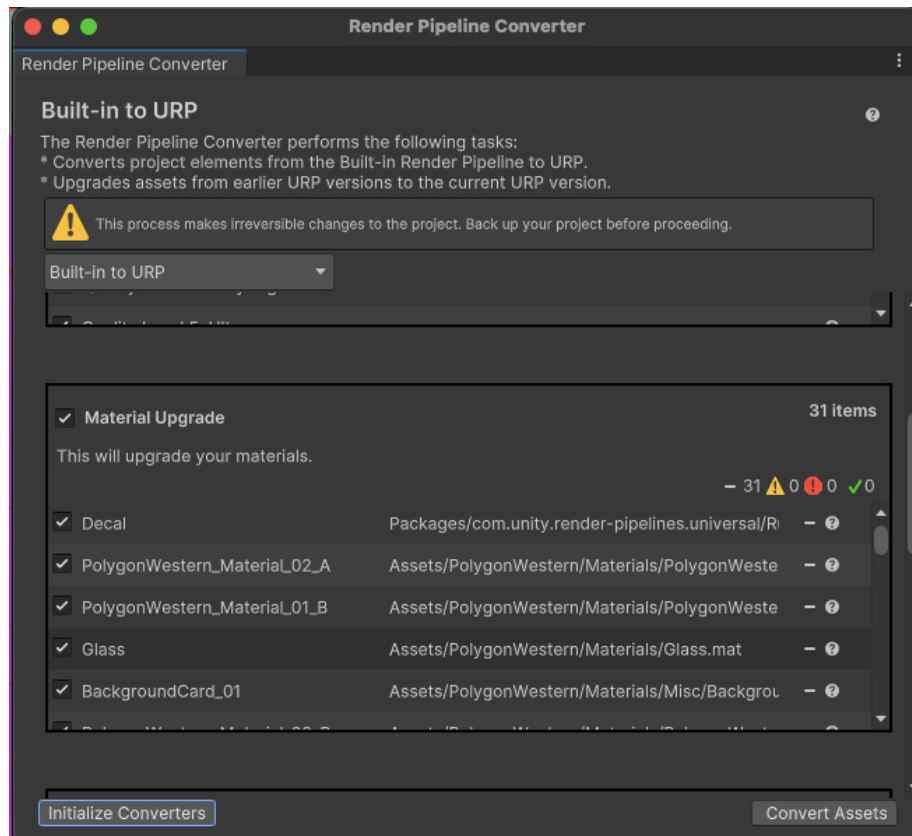 Render Pipeline Converter
Render Pipeline Converter
Built-in to URP
The Render Pipeline Converter performs the following tasks:
* Converts project elements from the Built-in Render Pipeline to URP.
* Upgrades assets from earlier URP versions to the current URP version.
This process makes irreversible changes to the project. Back up your project before proceeding.
Built-in to URP
Material Upgrade 31 items
This will upgrade your materials.
– 31 0 0 0
Decal Packages/com.unity.render-pipelines.universal/R
PolygonWestern_Material_02_A Assets/PolygonWestern/Materials/PolygonWeste
PolygonWestern_Material_01_B Assets/PolygonWestern/Materials/PolygonWeste
Glass Assets/PolygonWestern/Materials/Glass.mat
BackgroundCard_01 Assets/PolygonWestern/Materials/Misc/Backgrou
Initialize Converters Convert Assets